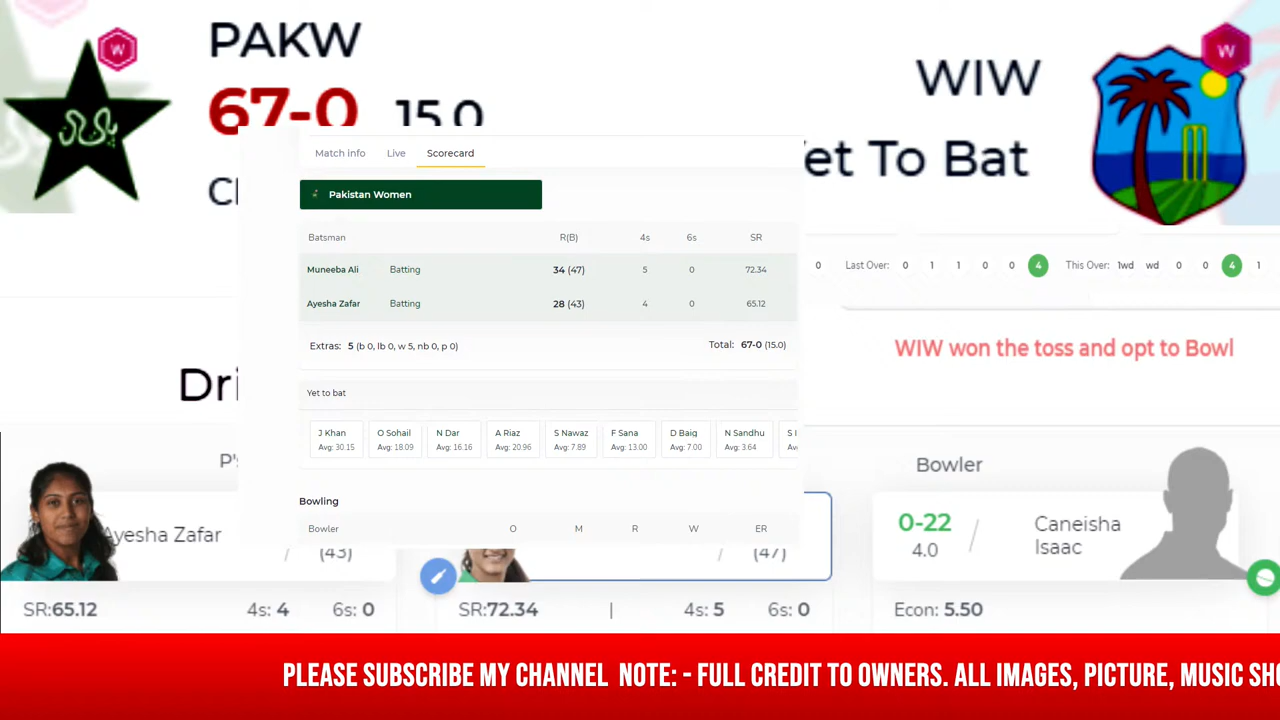 W
PAKW
67-0 15.0
WIW
W
Match info Live Scorecard
Pakistan Women
Batsman R(B) 4s 6s SR
Muneeba Ali Batting 34 (47) 5 0 72.34
Ayesha Zafar Batting 28 (43) 4 0 65.12
Extras: 5 (b 0, lb 0, w 5, nb 0, p 0) Total: 67-0 (15.0)
Yet to bat
J Khan O Sohail N Dar A Riaz S Nawaz F Sana D Baig N Sandhu S I
Avg: 30.15 Avg: 18.09 Avg: 16.16 Avg: 20.96 Avg: 7.89 Avg: 13.00 Avg: 7.00 Avg: 3.64 Avg
Bowling
Bowler O M R W ER
et To Bat
0 Last Over: 0 1 1 0 0 4 This Over: 1wd wd 0 0 4 1
WIW won the toss and opt to Bowl
Dri
P's
Ayesha Zafar
/ (43)
SR:65.12 4s: 4 6s: 0
/ (47)
SR:72.34 | 4s: 5 6s: 0
Bowler
0-22
4.0 / Caneisha
Isaac
Econ: 5.50
PLEASE SUBSCRIBE MY CHANNEL NOTE: - FULL CREDIT TO OWNERS. ALL IMAGES, PICTURE, MUSIC SHO